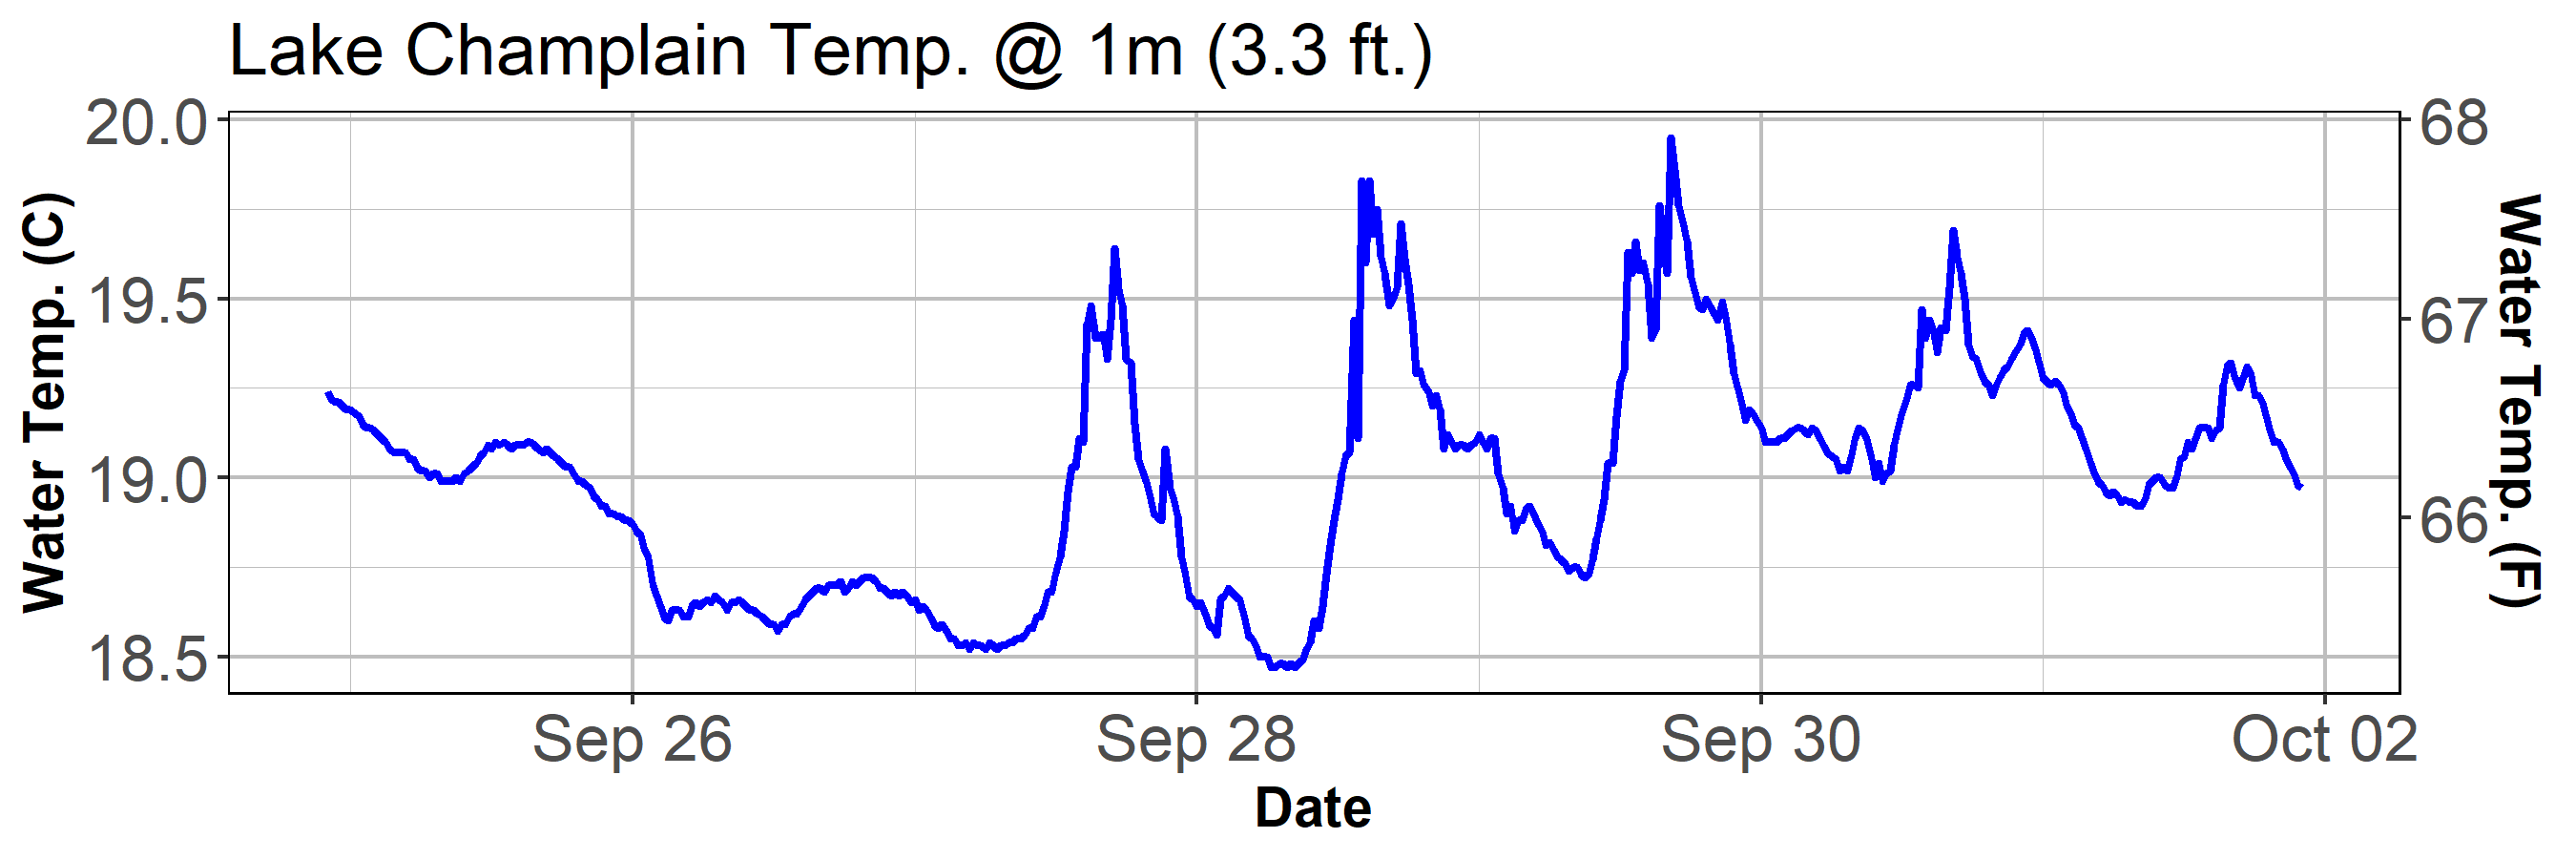 Lake Champlain Temp. @ 1m (3.3 ft.)
Water Temp. (C)
20.0
19.5
19.0
18.5
68
67
66
Water Temp. (F)
Sep 26
Sep 28
Sep 30
Oct 02
Date